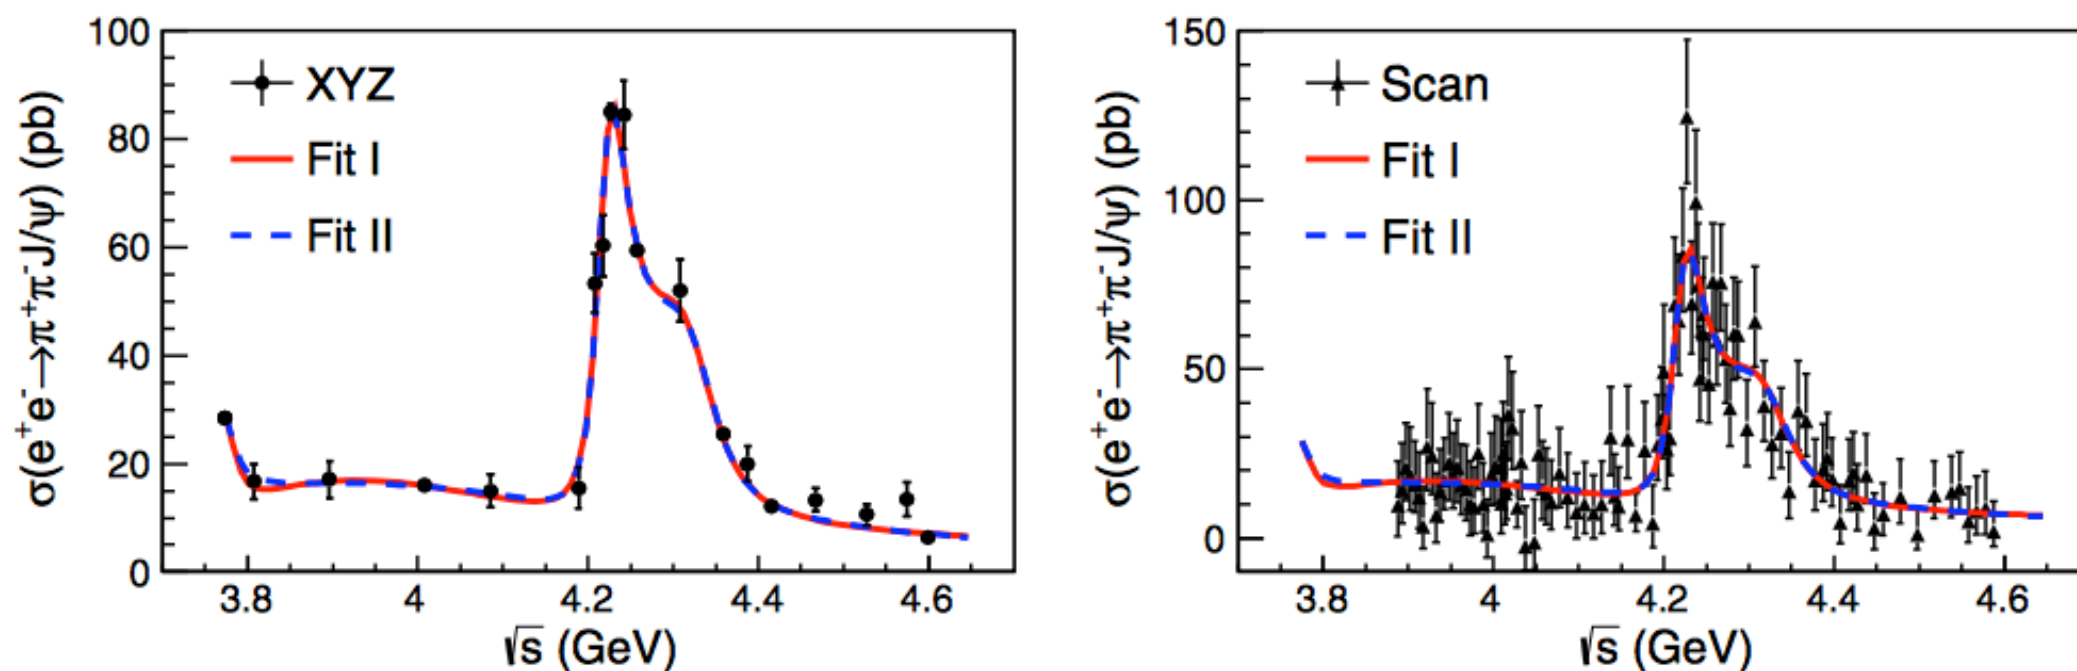 σ(e⁺e⁻→π⁺π⁻J/ψ) (pb)
100
80
60
40
20
0
XYZ
Fit I
Fit II
3.8 4 4.2 4.4 4.6
√s (GeV)
σ(e⁺e⁻→π⁺π⁻J/ψ) (pb)
150
100
50
0
Scan
Fit I
Fit II
3.8 4 4.2 4.4 4.6
√s (GeV)